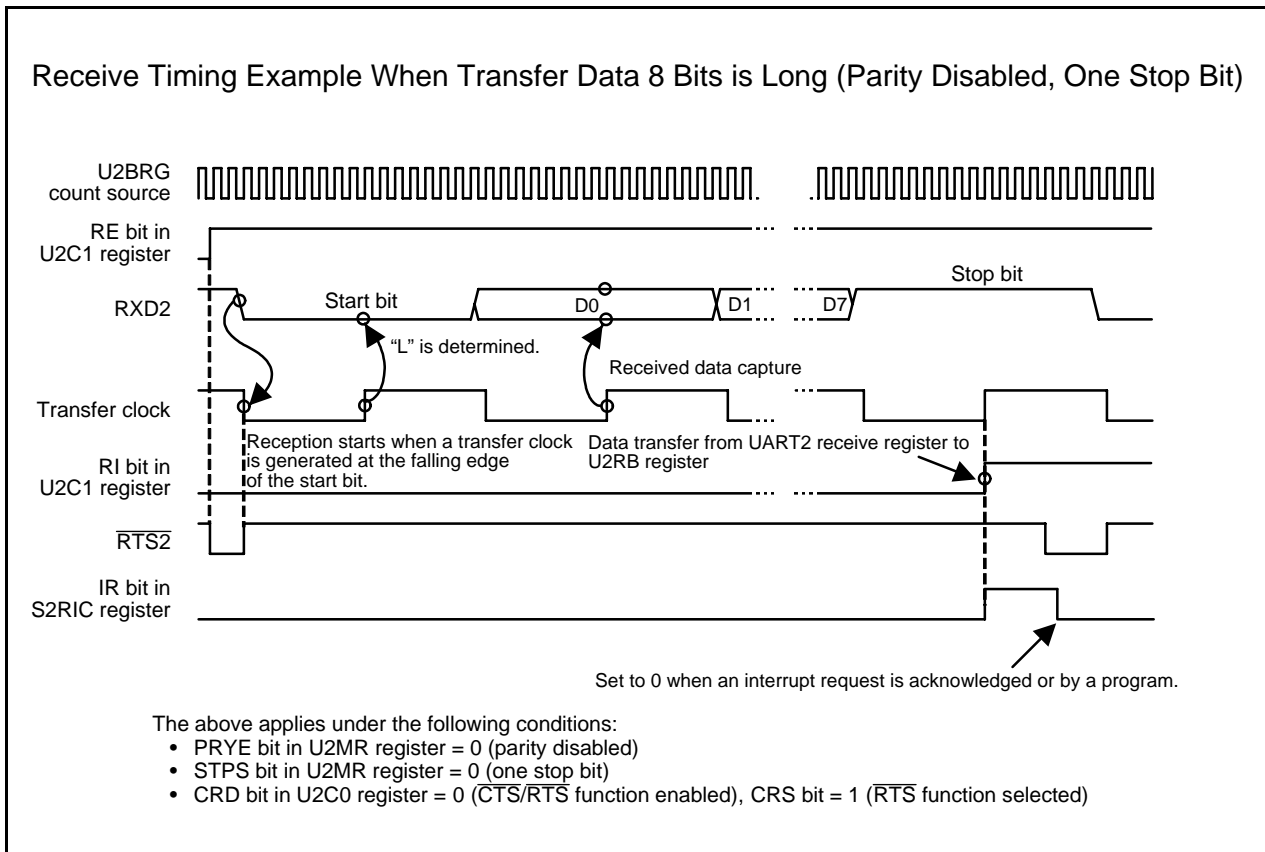 Receive Timing Example When Transfer Data 8 Bits is Long (Parity Disabled, One Stop Bit)
U2BRG
count source
RE bit in
U2C1 register
RXD2
Start bit
D0
D1
D7
Stop bit
“L” is determined.
Received data capture
Transfer clock
Reception starts when a transfer clock
is generated at the falling edge
of the start bit.
Data transfer from UART2 receive register to
U2RB register
RI bit in
U2C1 register
RTS2
IR bit in
S2RIC register
Set to 0 when an interrupt request is acknowledged or by a program.
The above applies under the following conditions:
• PRYE bit in U2MR register = 0 (parity disabled)
• STPS bit in U2MR register = 0 (one stop bit)
• CRD bit in U2C0 register = 0 (CTS/RTS function enabled), CRS bit = 1 (RTS function selected)